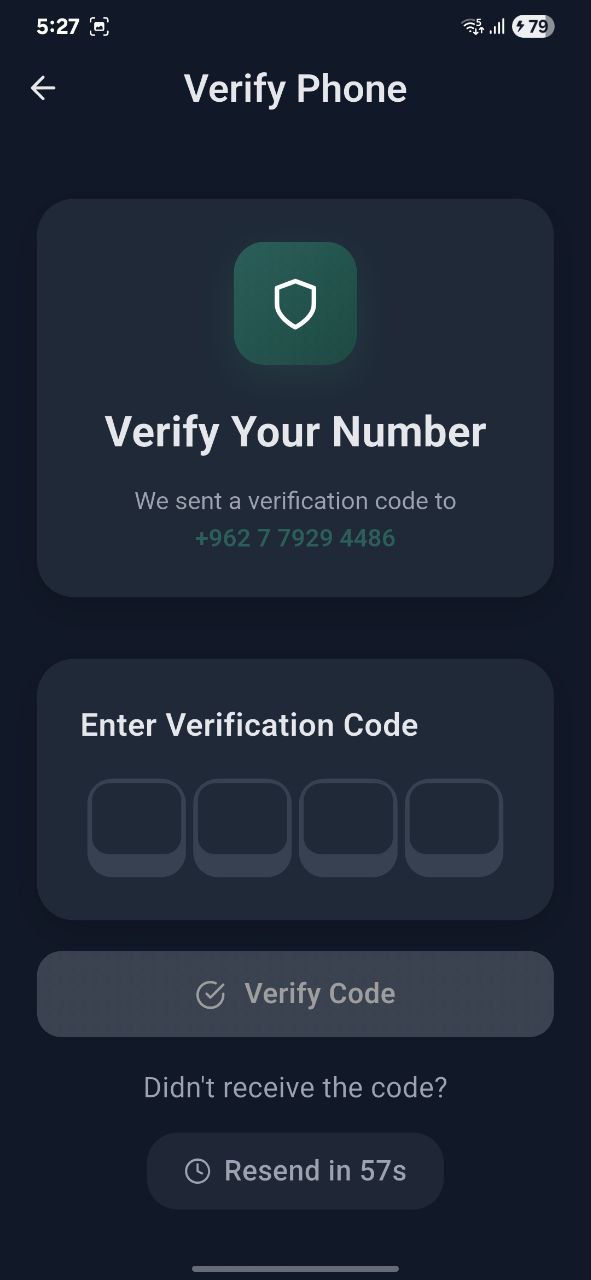 5:27
5
79
Verify Phone
Verify Your Number
We sent a verification code to
+962 7 7929 4486
Enter Verification Code
Verify Code
Didn't receive the code?
Resend in 57s